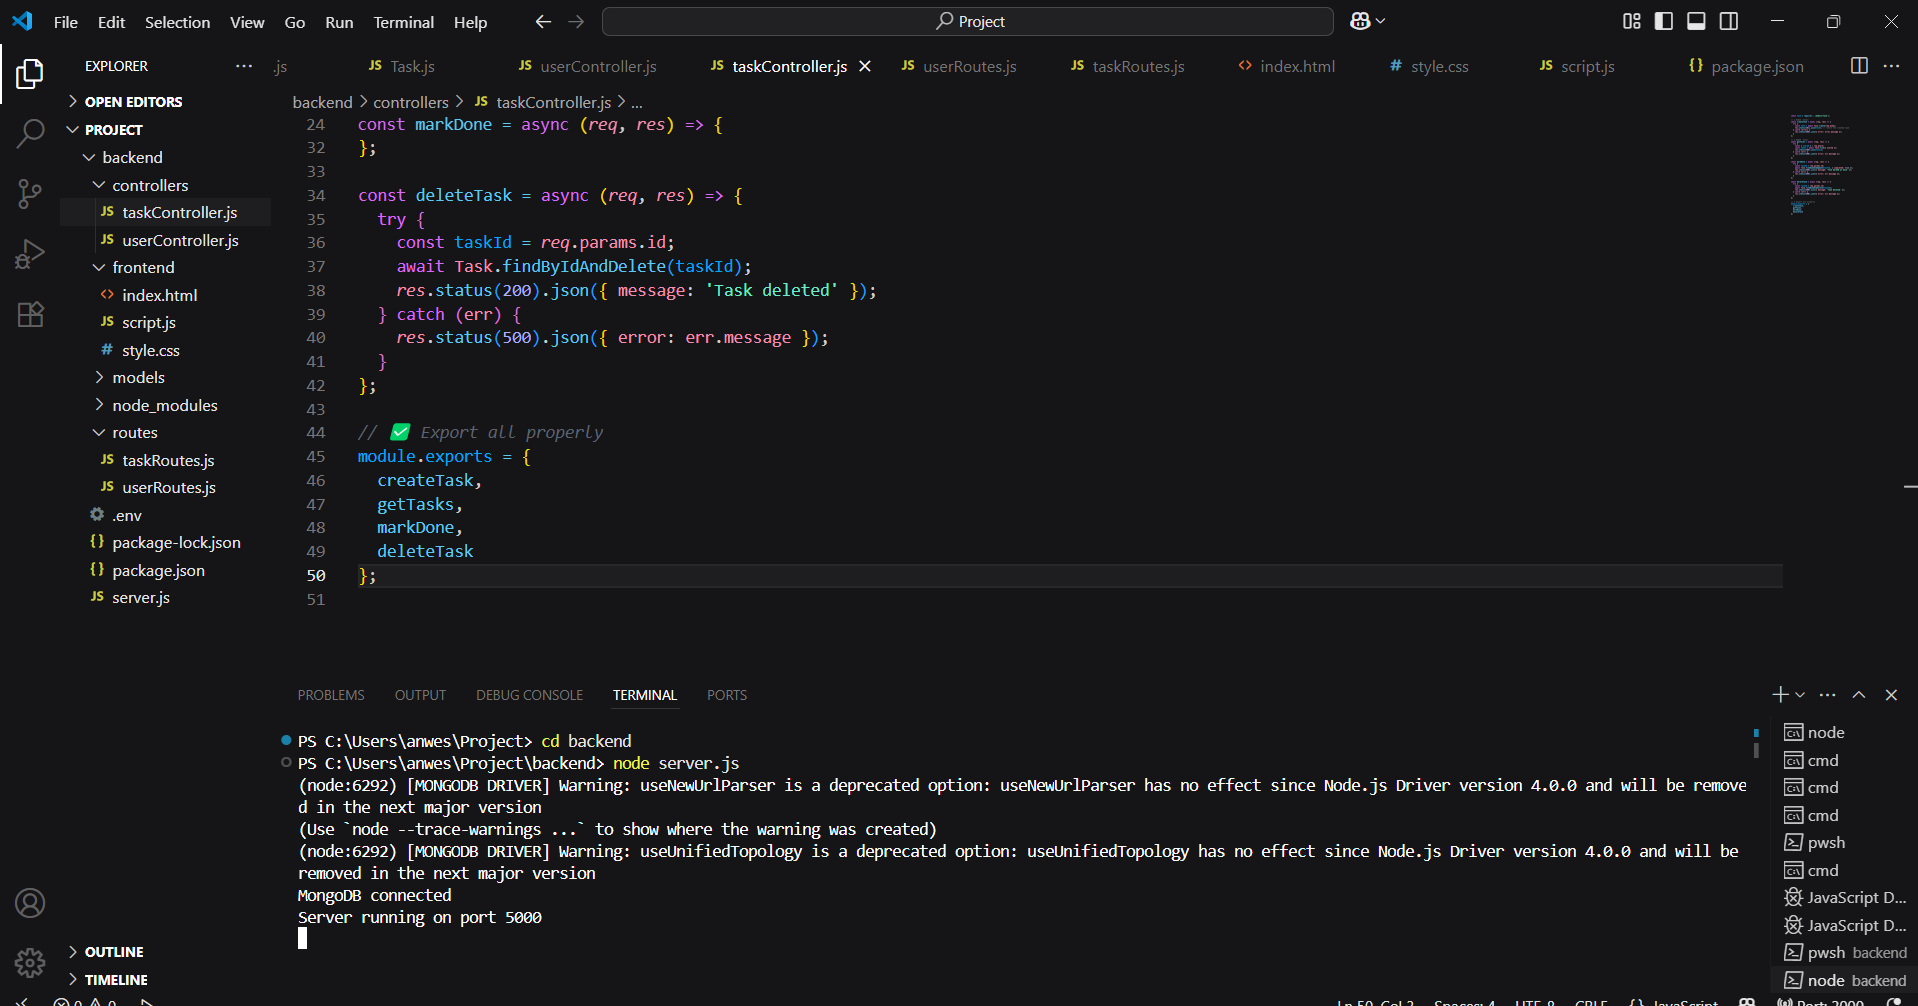 File Edit Selection View Go Run Terminal Help
Project
EXPLORER
.js
Task.js
userController.js
taskController.js
userRoutes.js
taskRoutes.js
index.html
style.css
script.js
package.json
OPEN EDITORS
PROJECT
backend
controllers
taskController.js
userController.js
frontend
index.html
script.js
style.css
models
node_modules
routes
taskRoutes.js
userRoutes.js
.env
package-lock.json
package.json
server.js
OUTLINE
TIMELINE
backend > controllers > JS taskController.js > ...
24 const markDone = async (req, res) => {
32 };
33
34 const deleteTask = async (req, res) => {
35 try {
36 const taskId = req.params.id;
37 await Task.findByIdAndDelete(taskId);
38 res.status(200).json({ message: 'Task deleted' });
39 } catch (err) {
40 res.status(500).json({ error: err.message });
41 }
42 };
43
44 // ✅ Export all properly
45 module.exports = {
46 createTask,
47 getTasks,
48 markDone,
49 deleteTask
50 };
51
PROBLEMS OUTPUT DEBUG CONSOLE TERMINAL PORTS
PS C:\Users\anwes\Project> cd backend
PS C:\Users\anwes\Project\backend> node server.js
(node:6292) [MONGODB DRIVER] Warning: useNewUrlParser is a deprecated option: useNewUrlParser has no effect since Node.js Driver version 4.0.0 and will be remove
d in the next major version
(Use `node --trace-warnings ...` to show where the warning was created)
(node:6292) [MONGODB DRIVER] Warning: useUnifiedTopology is a deprecated option: useUnifiedTopology has no effect since Node.js Driver version 4.0.0 and will be
removed in the next major version
MongoDB connected
Server running on port 5000
node
cmd
cmd
cmd
pwsh
cmd
JavaScript D...
JavaScript D...
pwsh backend
node backend
Ln 50, Col 3 Spaces: 4 UTF-8 CRLF {} JavaScript Port: 3000